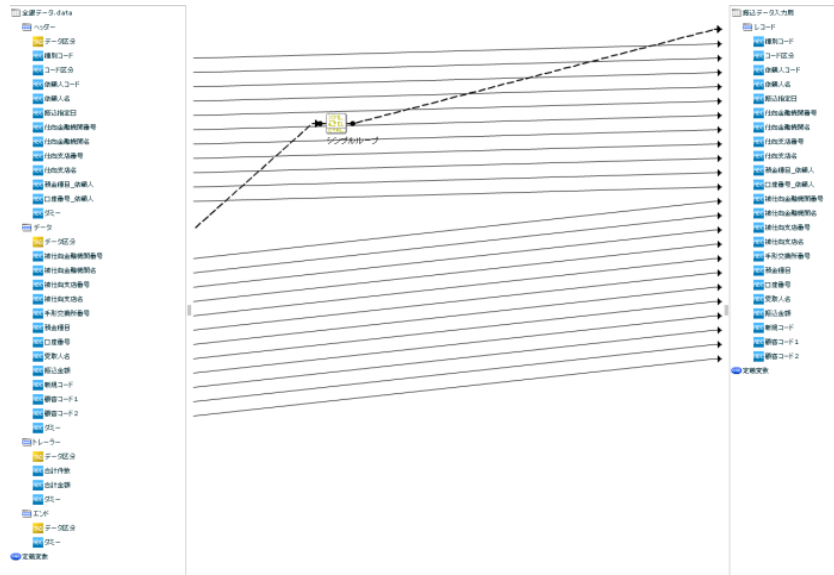 全銀データ.data
ヘッダー
データ区分
種別コード
コード区分
依頼人コード
依頼人名
振込指定日
仕向金融機関番号
仕向金融機関名
仕向支店番号
仕向支店名
預金種目_依頼人
口座番号_依頼人
ダミー
データ
データ区分
被仕向金融機関番号
被仕向金融機関名
被仕向支店番号
被仕向支店名
手形交換所番号
預金種目
口座番号
受取人名
振込金額
新規コード
顧客コード1
顧客コード2
ダミー
トレーラー
データ区分
合計件数
合計金額
ダミー
エンド
データ区分
ダミー
定義変数
シンプルループ
振込データ入力用
レコード
種別コード
コード区分
依頼人コード
依頼人名
振込指定日
仕向金融機関番号
仕向金融機関名
仕向支店番号
仕向支店名
預金種目_依頼人
口座番号_依頼人
被仕向金融機関番号
被仕向金融機関名
被仕向支店番号
被仕向支店名
手形交換所番号
預金種目
口座番号
受取人名
振込金額
新規コード
顧客コード1
顧客コード2
定義変数